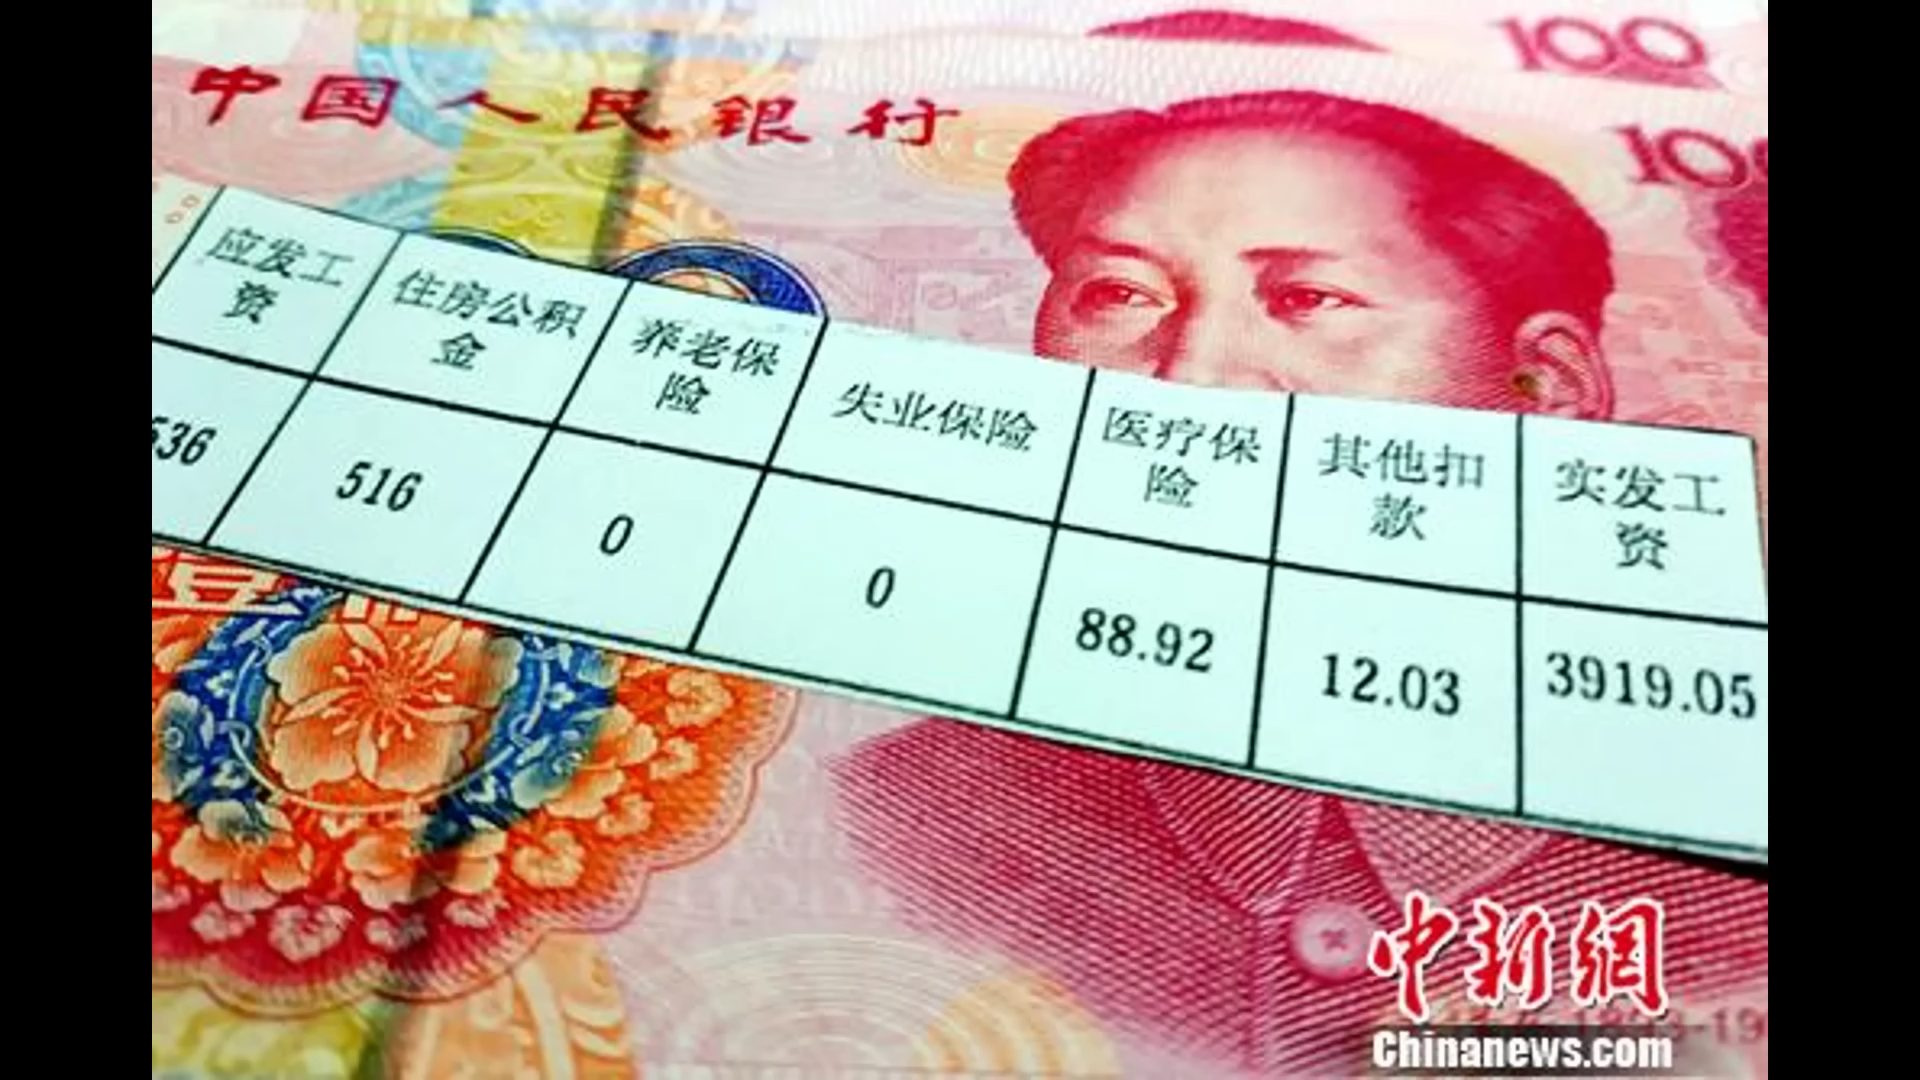 100
中国人民银行
100
应发工
资
住房公积
金
养老保
险
失业保险
医疗保
险
其他扣
款
实发工
资
536
516
0
0
88.92
12.03
3919.05
中新網
Chinanews.com